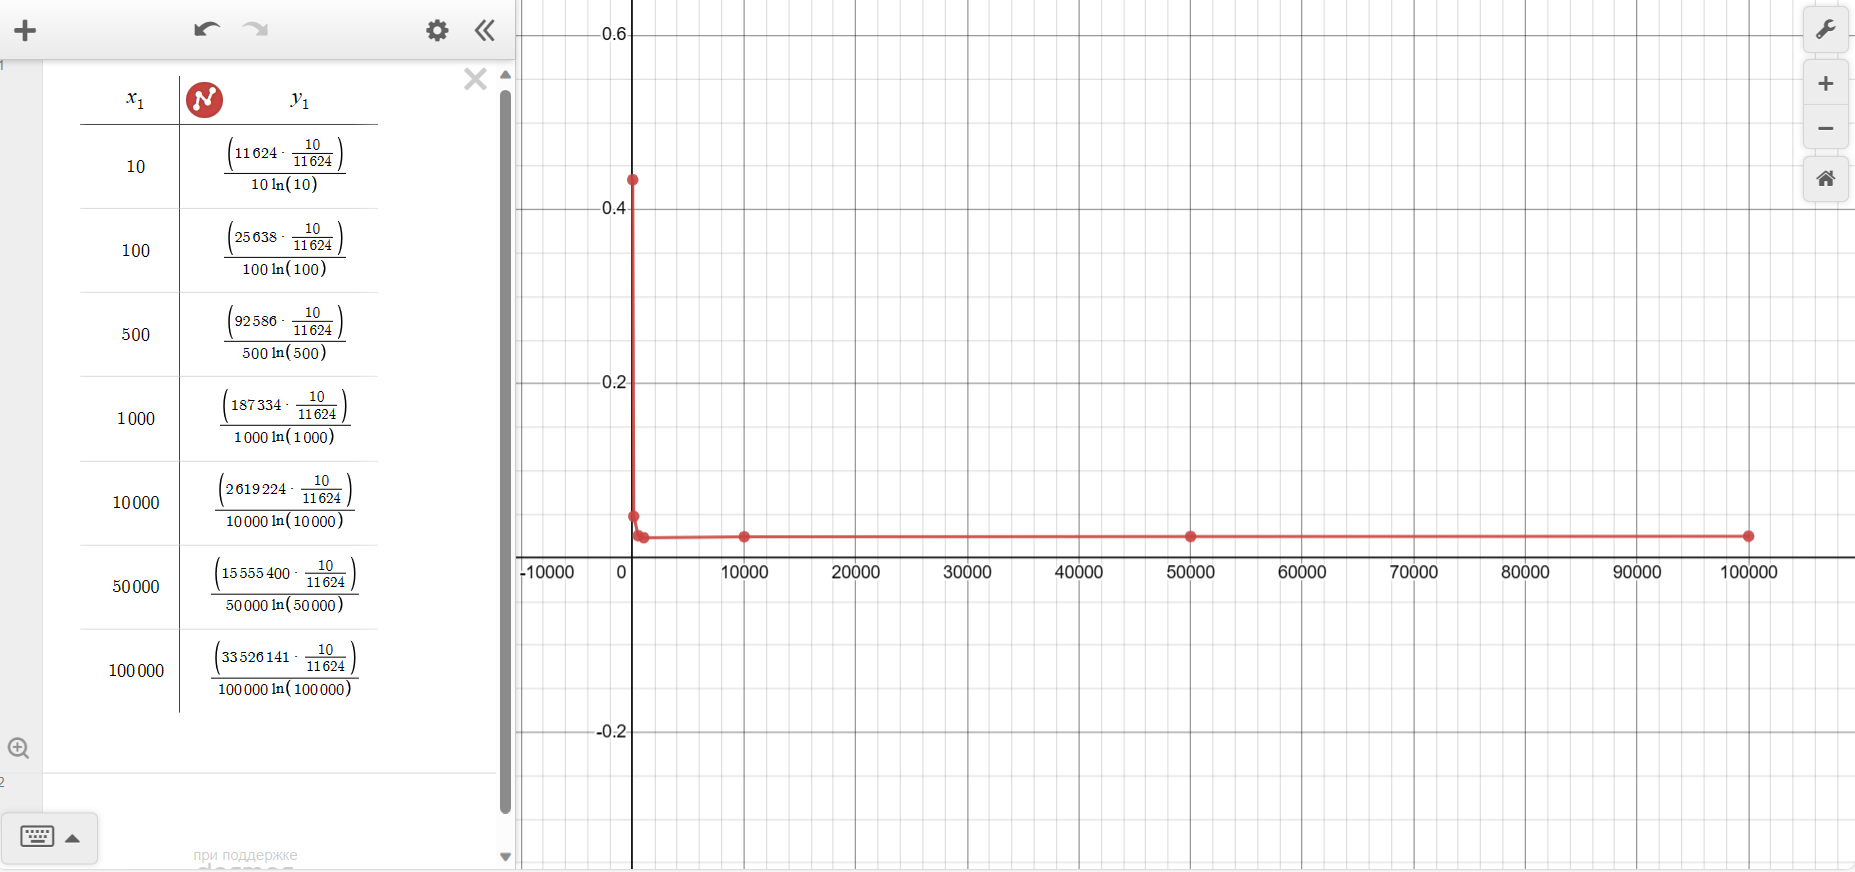 1
x₁ y₁
10 (11624 · 10/11624) / 10 ln(10)
100 (25638 · 10/11624) / 100 ln(100)
500 (92586 · 10/11624) / 500 ln(500)
1000 (187334 · 10/11624) / 1000 ln(1000)
10000 (2619224 · 10/11624) / 10000 ln(10000)
50000 (15555400 · 10/11624) / 50000 ln(50000)
100000 (33526141 · 10/11624) / 100000 ln(100000)
2
при поддержке
0.6
0.4
0.2
-10000 0 10000 20000 30000 40000 50000 60000 70000 80000 90000 100000
-0.2